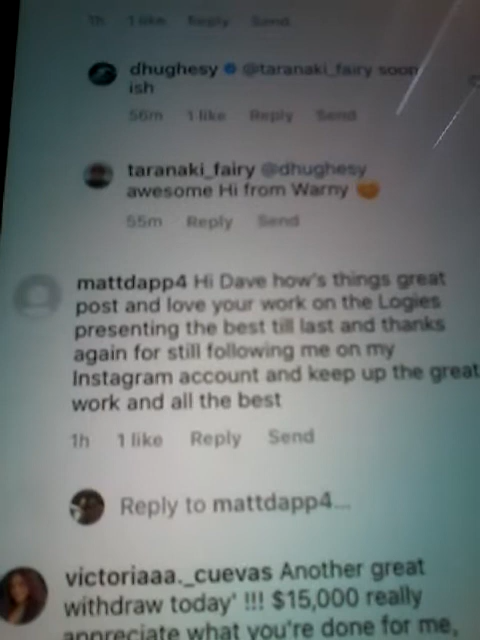 1h 1 like Reply Send
dhughesy @taranaki_fairy soon
ish
56m 1 like Reply Send
taranaki_fairy @dhughesy
awesome Hi from Warny
55m Reply Send
mattdapp4 Hi Dave how's things great
post and love your work on the Logies
presenting the best till last and thanks
again for still following me on my
Instagram account and keep up the great
work and all the best
1h 1 like Reply Send
Reply to mattdapp4...
victoriaaa._cuevas Another great
withdraw today' !!! $15,000 really
appreciate what you're done for me,